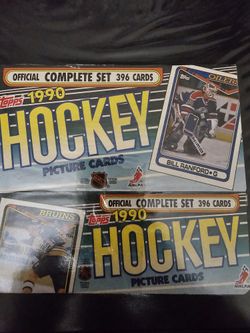 OFFICIAL COMPLETE SET 396 CARDS
Topps 1990
OILERS
HOCKEY
PICTURE CARDS
BILL RANFORD • G
OFFICIAL COMPLETE SET 396 CARDS
BRUINS
Topps 1990
HOCKEY
PICTURE CARDS